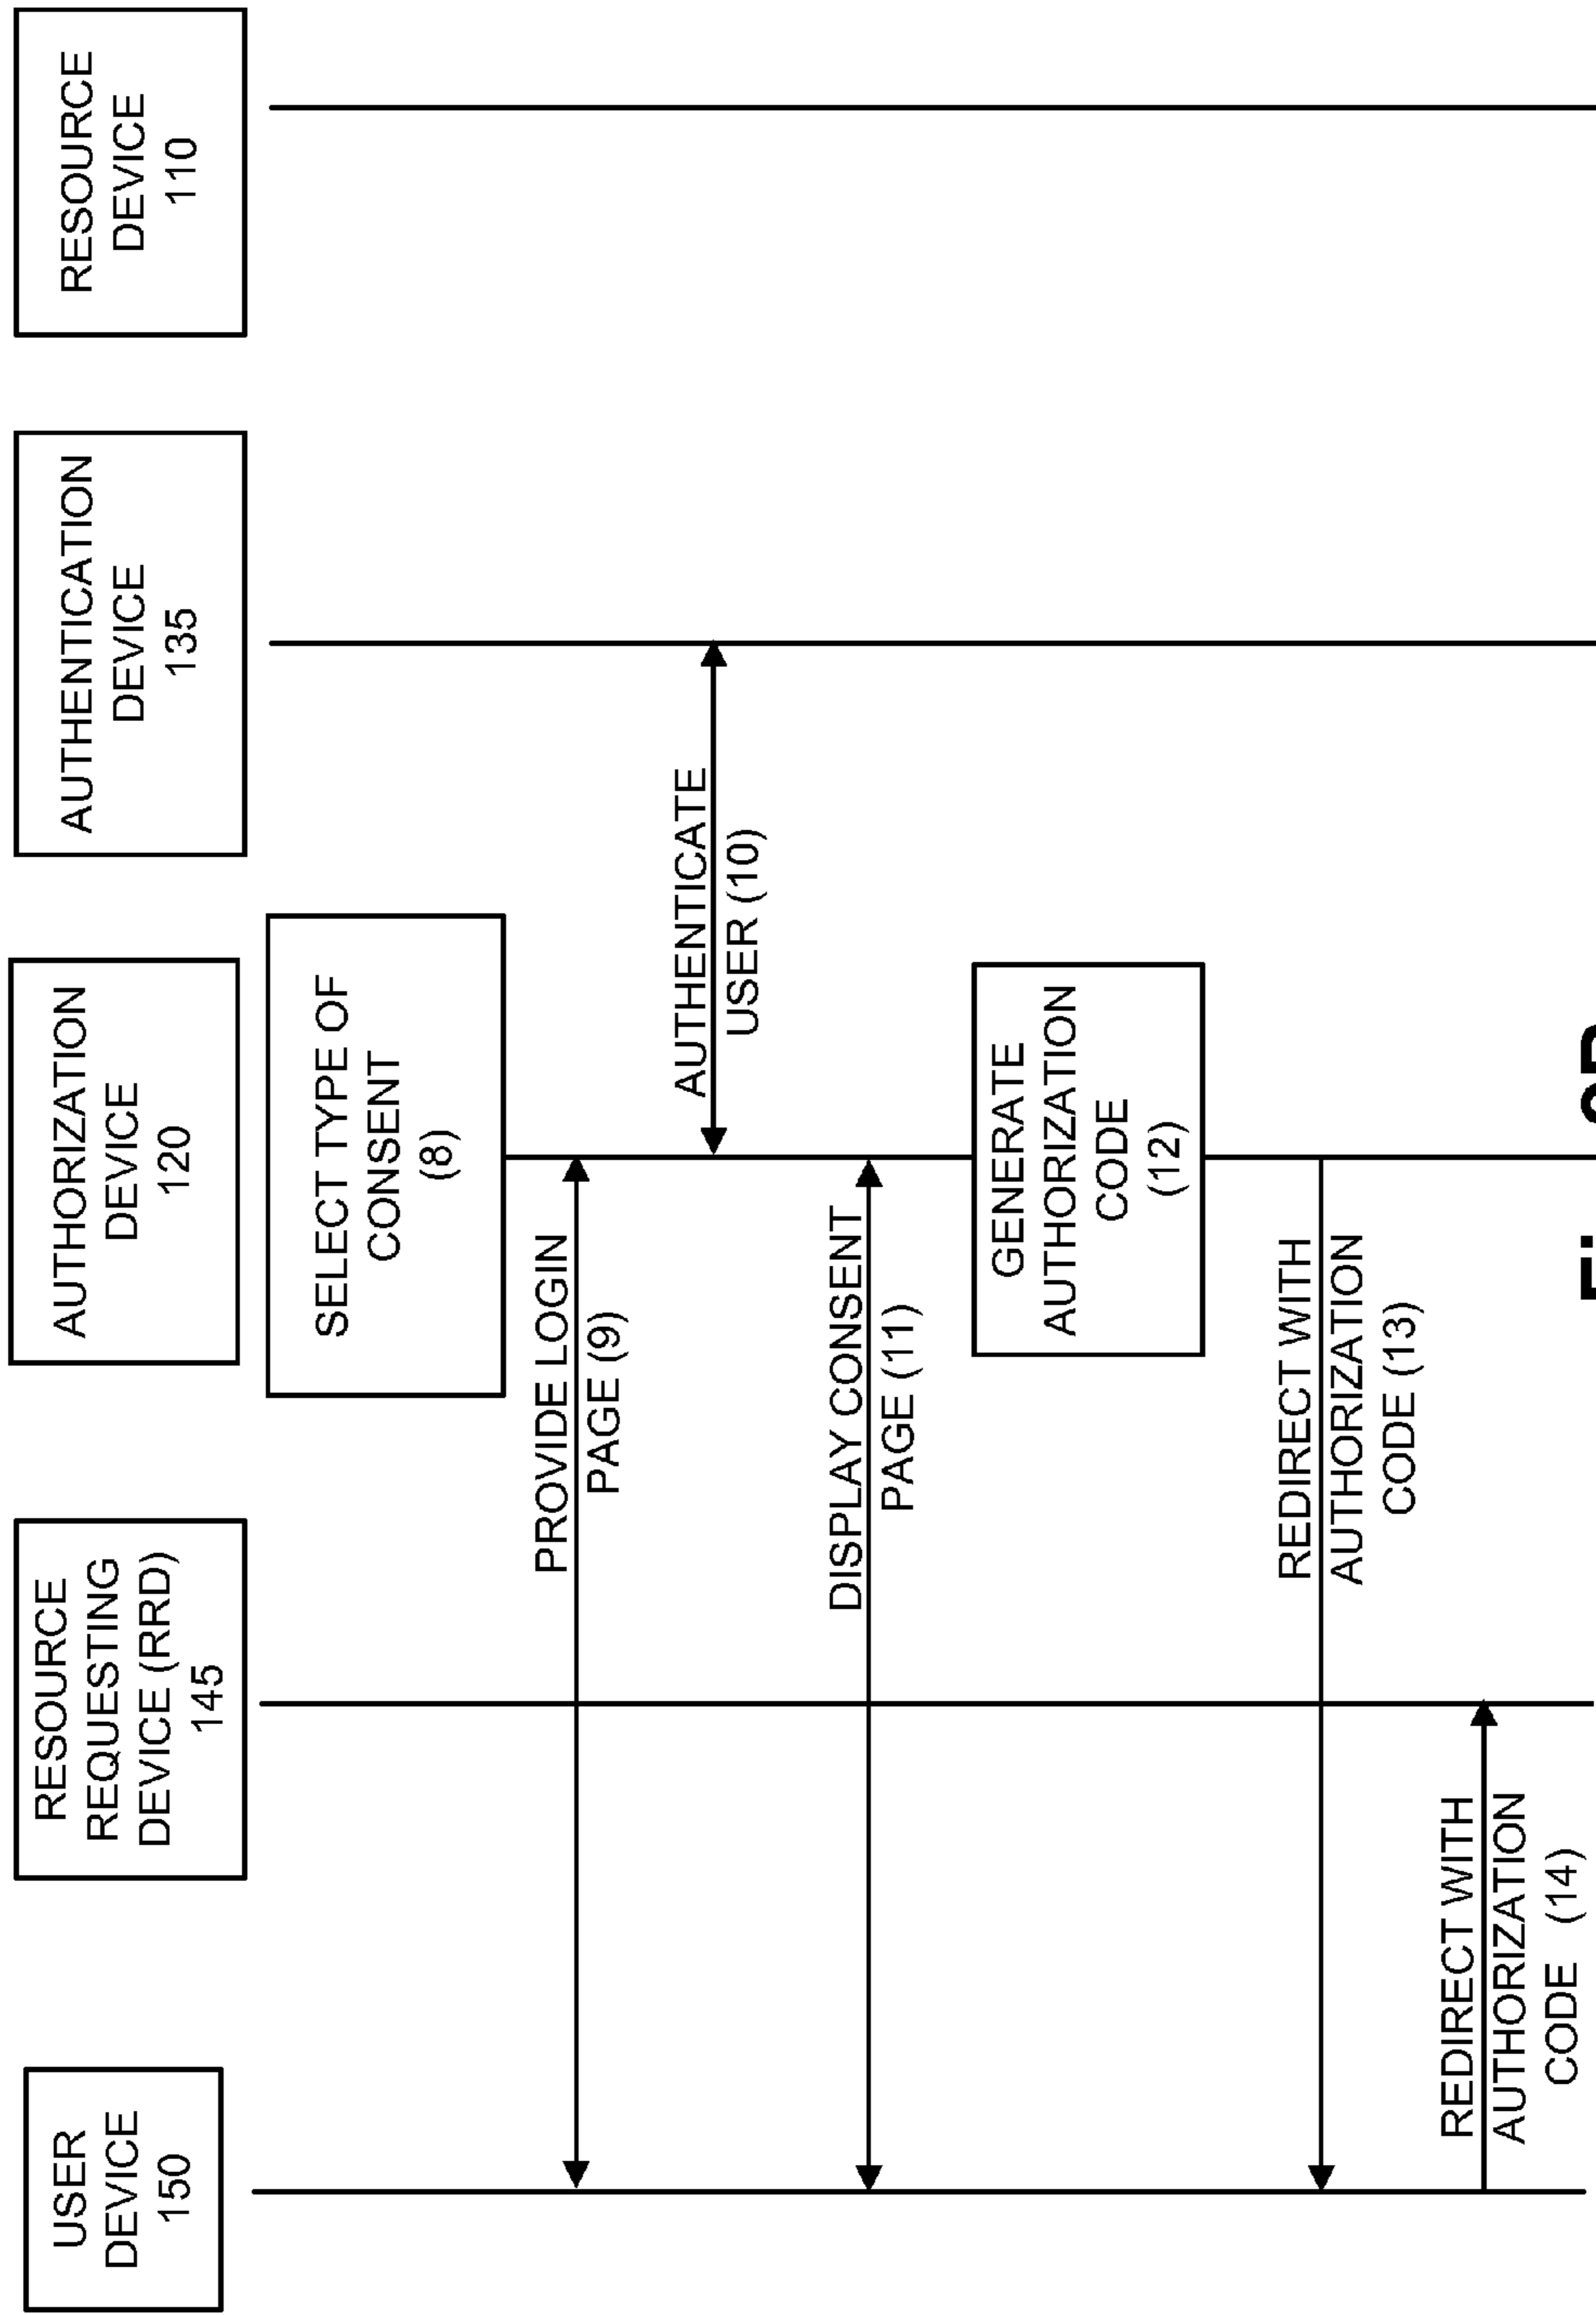 USER
DEVICE
150
RESOURCE
REQUESTING
DEVICE (RRD)
145
AUTHORIZATION
DEVICE
120
AUTHENTICATION
DEVICE
135
RESOURCE
DEVICE
110
SELECT TYPE OF
CONSENT
(8)
PROVIDE LOGIN
PAGE (9)
AUTHENTICATE
USER (10)
DISPLAY CONSENT
PAGE (11)
GENERATE
AUTHORIZATION
CODE
(12)
REDIRECT WITH
AUTHORIZATION
CODE (13)
REDIRECT WITH
AUTHORIZATION
CODE (14)